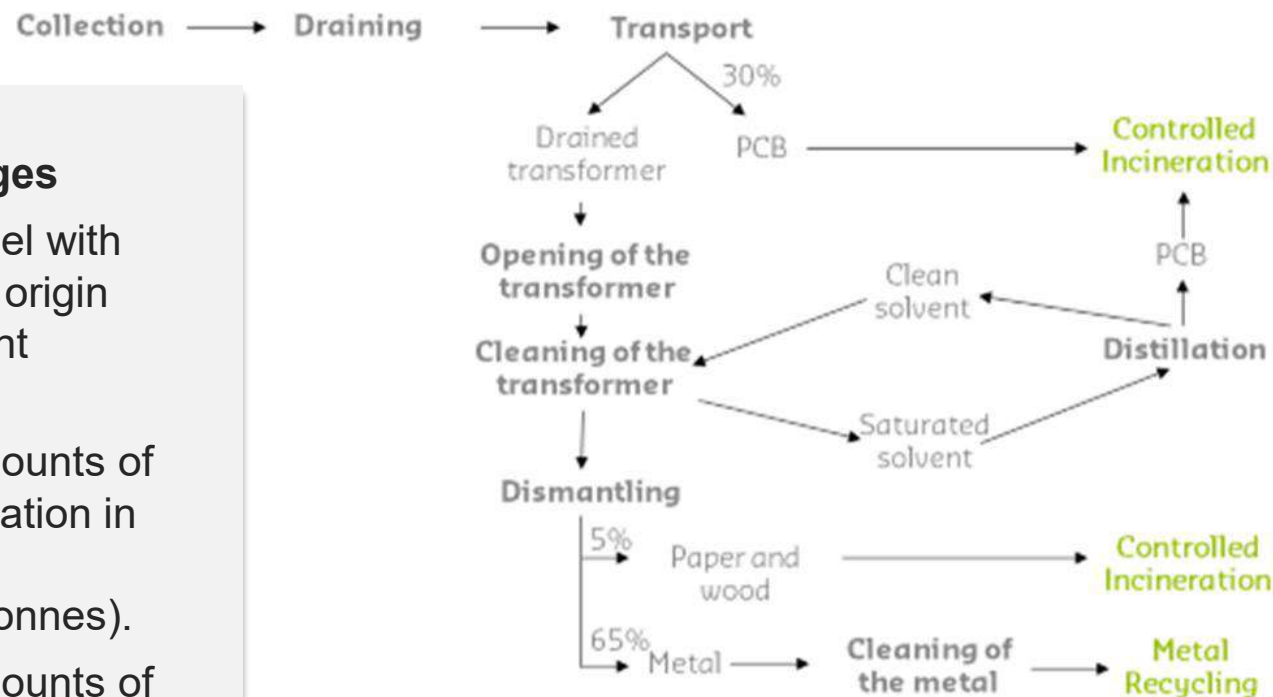 Collection
Draining
Transport
30%
Drained
transformer
PCB
Controlled
Incineration
Opening of the
transformer
Clean
solvent
PCB
Cleaning of the
transformer
Distillation
Saturated
solvent
Dismantling
5%
Paper and
wood
Controlled
Incineration
65%
Metal
Cleaning of
the metal
Metal
Recycling
ges
el with
origin
nt
ounts of
ation in
onnes).
ounts of